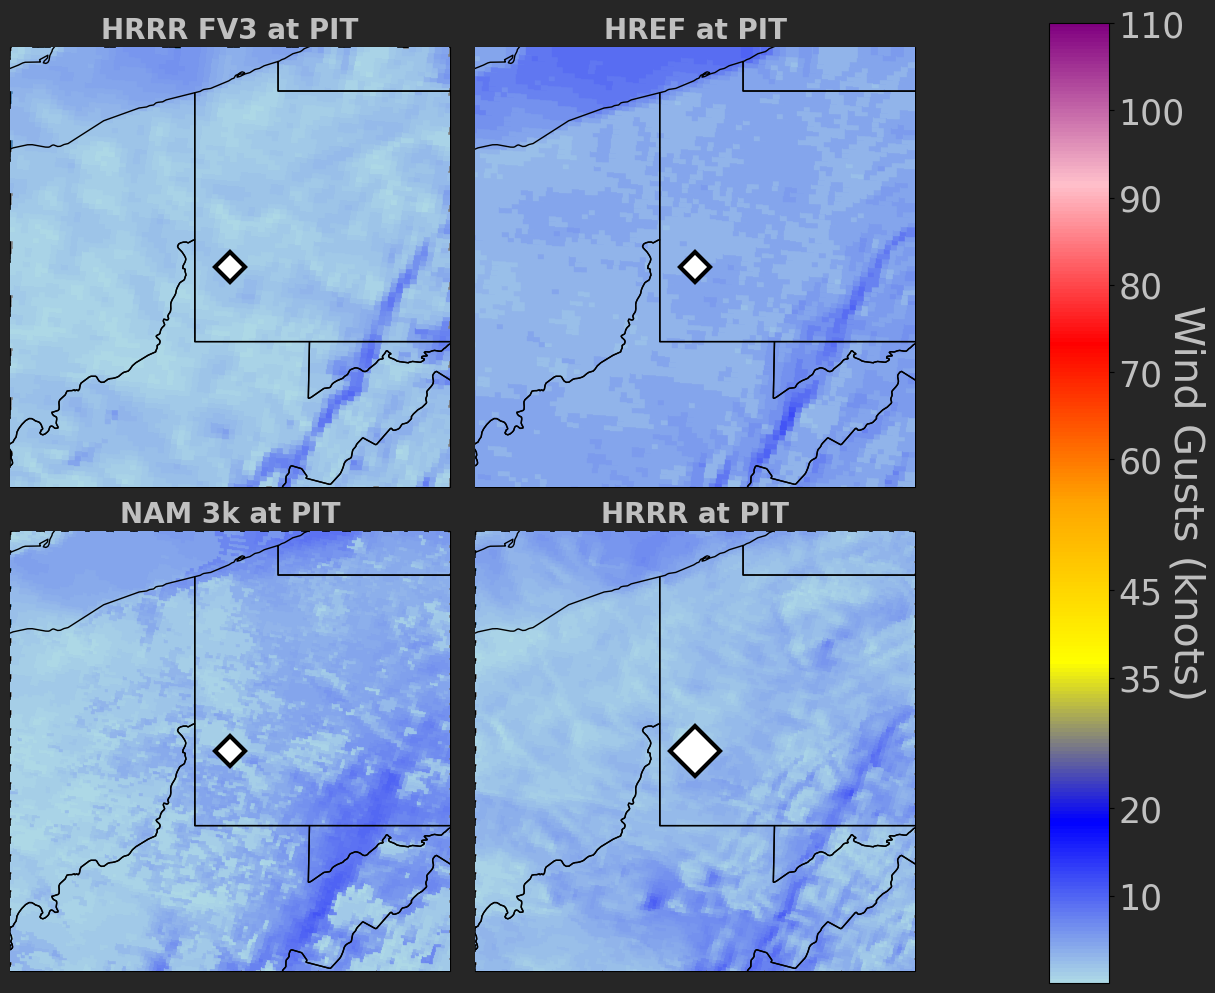 HRRR FV3 at PIT
HREF at PIT
NAM 3k at PIT
HRRR at PIT
110
100
90
80
70
60
45
35
20
10
Wind Gusts (knots)